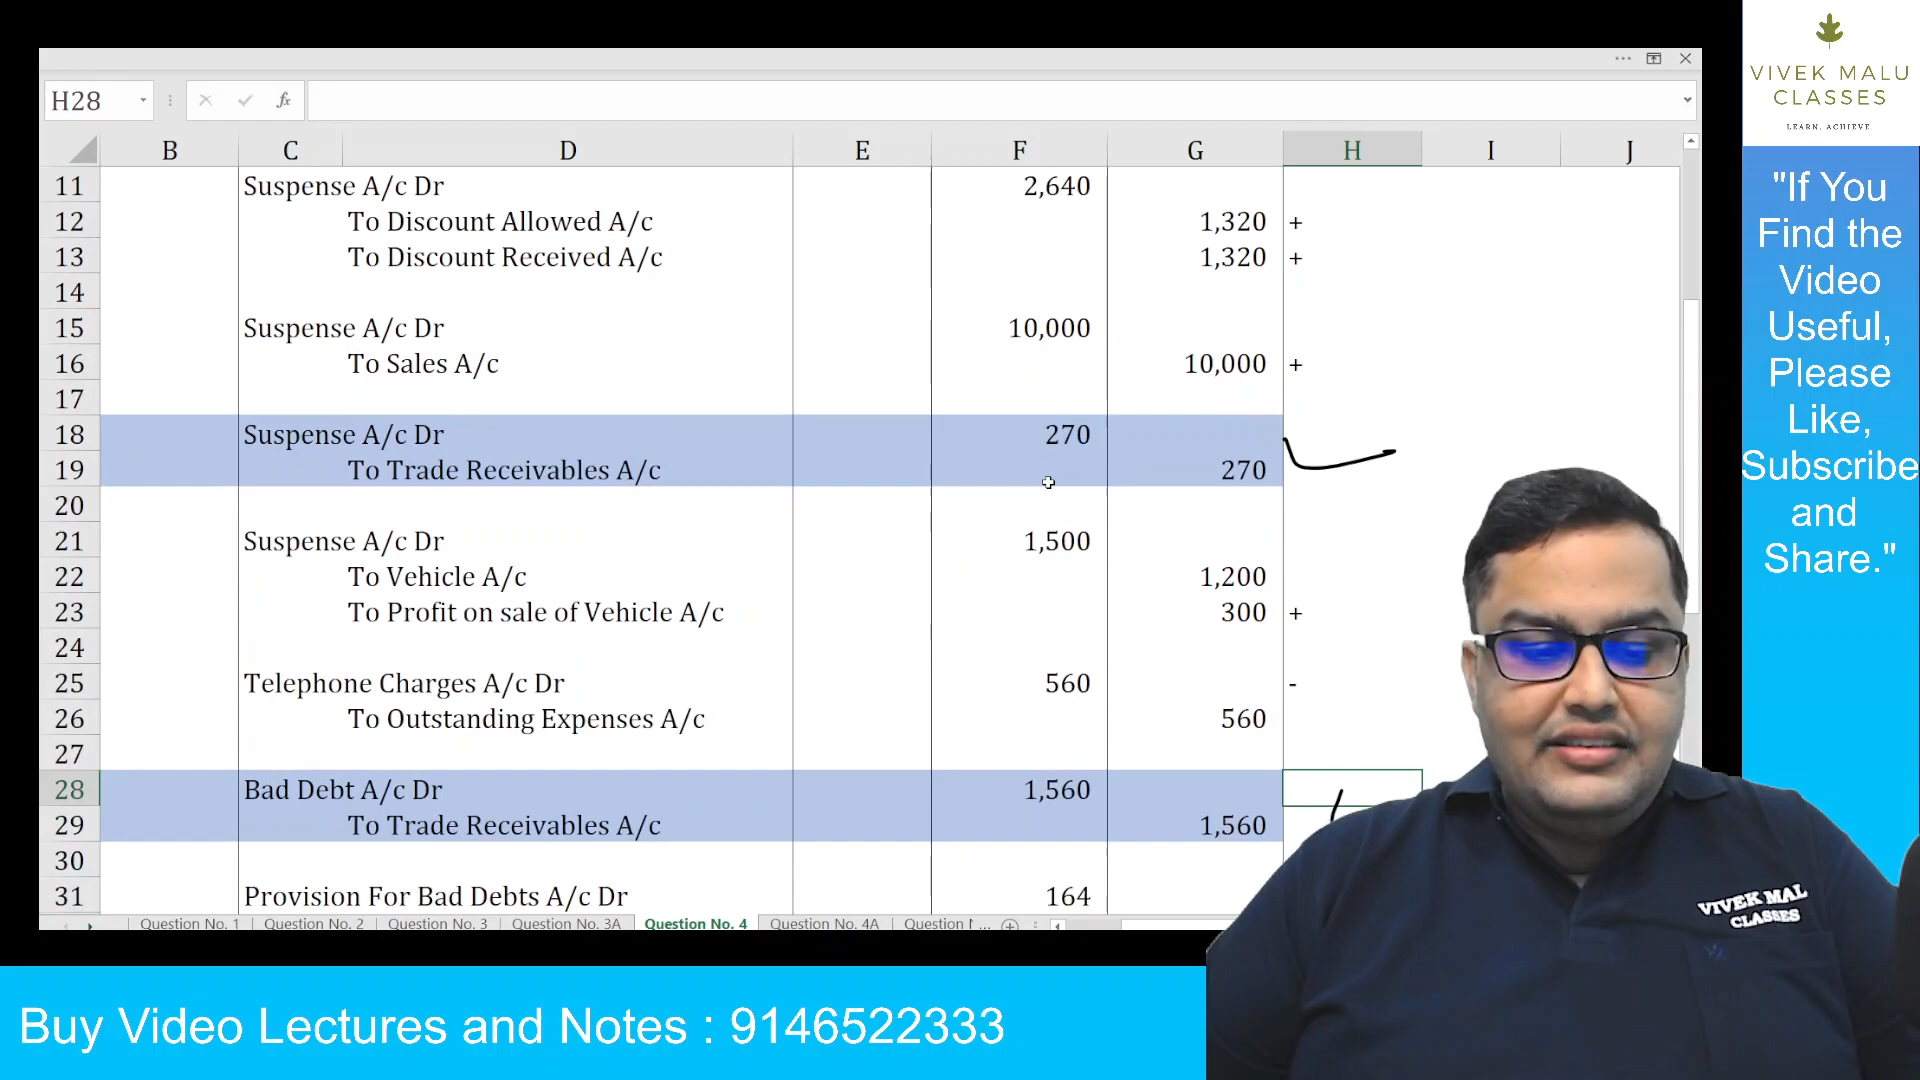 H28
fx
B C D E F G H I J
11 Suspense A/c Dr 2,640
12 To Discount Allowed A/c 1,320 +
13 To Discount Received A/c 1,320 +
14
15 Suspense A/c Dr 10,000
16 To Sales A/c 10,000 +
17
18 Suspense A/c Dr 270
19 To Trade Receivables A/c 270
20
21 Suspense A/c Dr 1,500
22 To Vehicle A/c 1,200
23 To Profit on sale of Vehicle A/c 300 +
24
25 Telephone Charges A/c Dr 560 -
26 To Outstanding Expenses A/c 560
27
28 Bad Debt A/c Dr 1,560
29 To Trade Receivables A/c 1,560
30
31 Provision For Bad Debts A/c Dr 164
Question No. 1 Question No. 2 Question No. 3 Question No. 3A Question No. 4 Question No. 4A Question N ...
VIVEK MALU
CLASSES
LEARN. ACHIEVE.
"If You
Find the
Video
Useful,
Please
Like,
Subscribe
and
Share."
VIVEK MAL
CLASSES
Buy Video Lectures and Notes : 9146522333